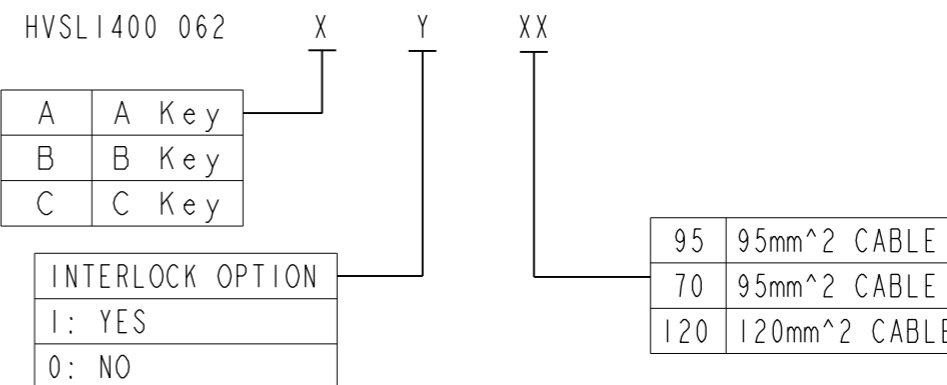 HVSL1400 062 X Y XX
A A Key
B B Key
C C Key
INTERLOCK OPTION
1: YES
0: NO
95 95mm^2 CABLE
70 95mm^2 CABLE
120 120mm^2 CABLE